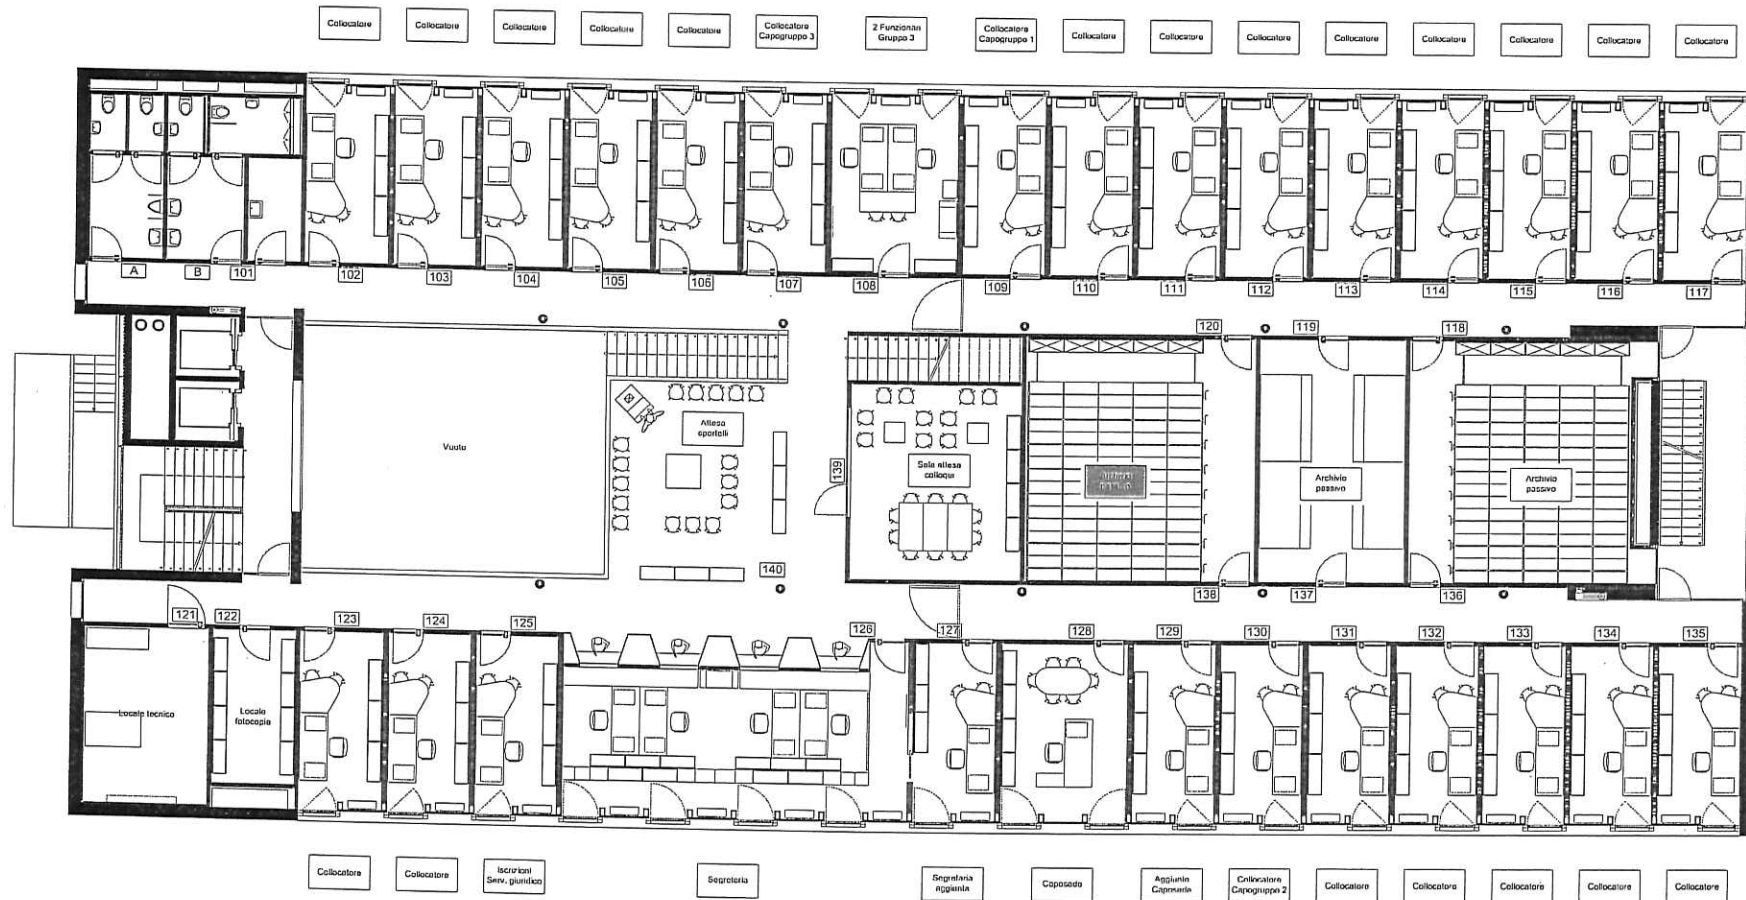 Collocatore
Collocatore
Collocatore
Collocatore
Collocatore
Collocatore
Capogruppo 3
2 Funzionari
Gruppo 3
Collocatore
Capogruppo 1
Collocatore
Collocatore
Collocatore
Collocatore
Collocatore
Collocatore
Collocatore
Collocatore
A
B
101
102
103
104
105
106
107
108
109
110
111
112
113
114
115
116
117
120
119
118
Vuoto
Attesa
sportelli
139
Sala attesa
colloqui
Archivio
passivo
Archivio
passivo
140
138
137
136
121
122
123
124
125
126
127
128
129
130
131
132
133
134
135
Locale tecnico
Locale
fotocopie
Collocatore
Collocatore
Iscrizioni
Serv. giuridico
Segreteria
Segretaria
aggiunta
Caposede
Aggiunto
Caposede
Collocatore
Capogruppo 2
Collocatore
Collocatore
Collocatore
Collocatore
Collocatore